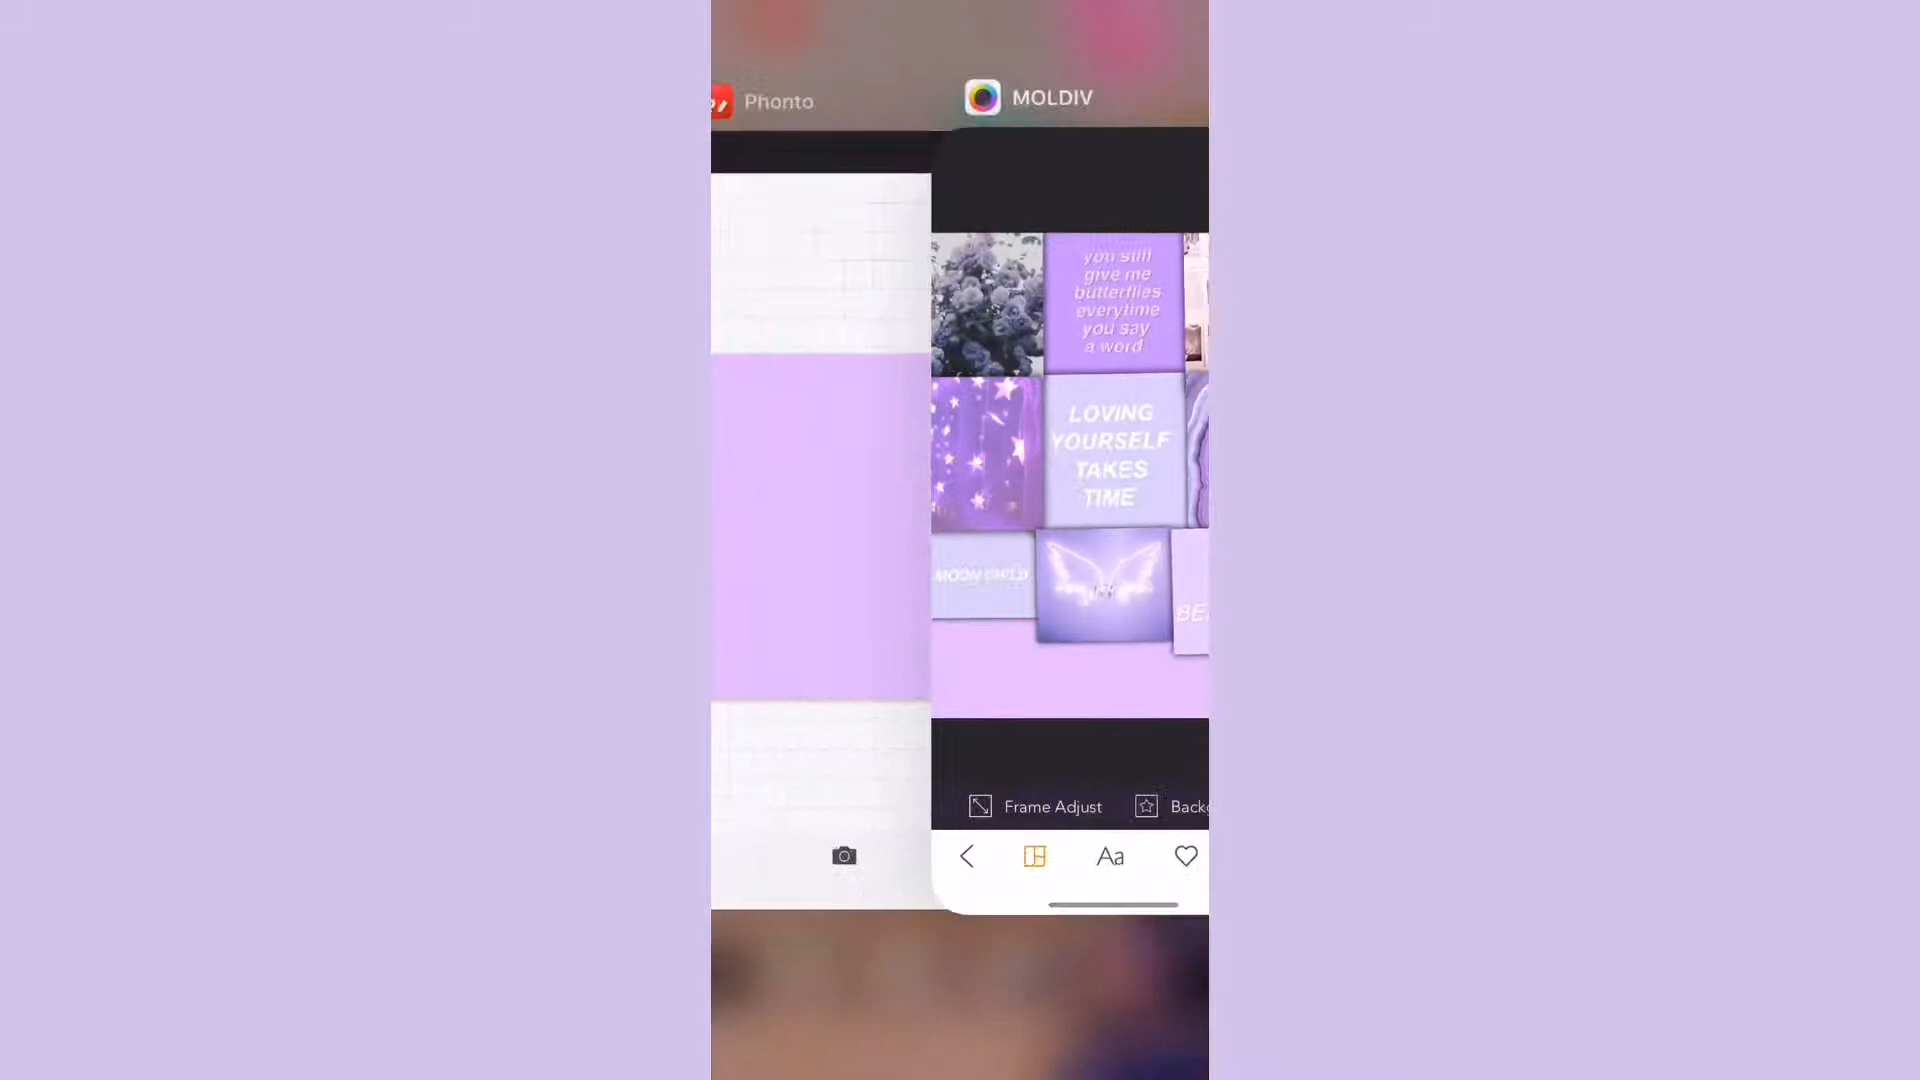 Phonto
MOLDIV
you still
give me
butterflies
everytime
you say
a word
LOVING
YOURSELF
TAKES
TIME
MOON CHILD
Frame Adjust
Aa